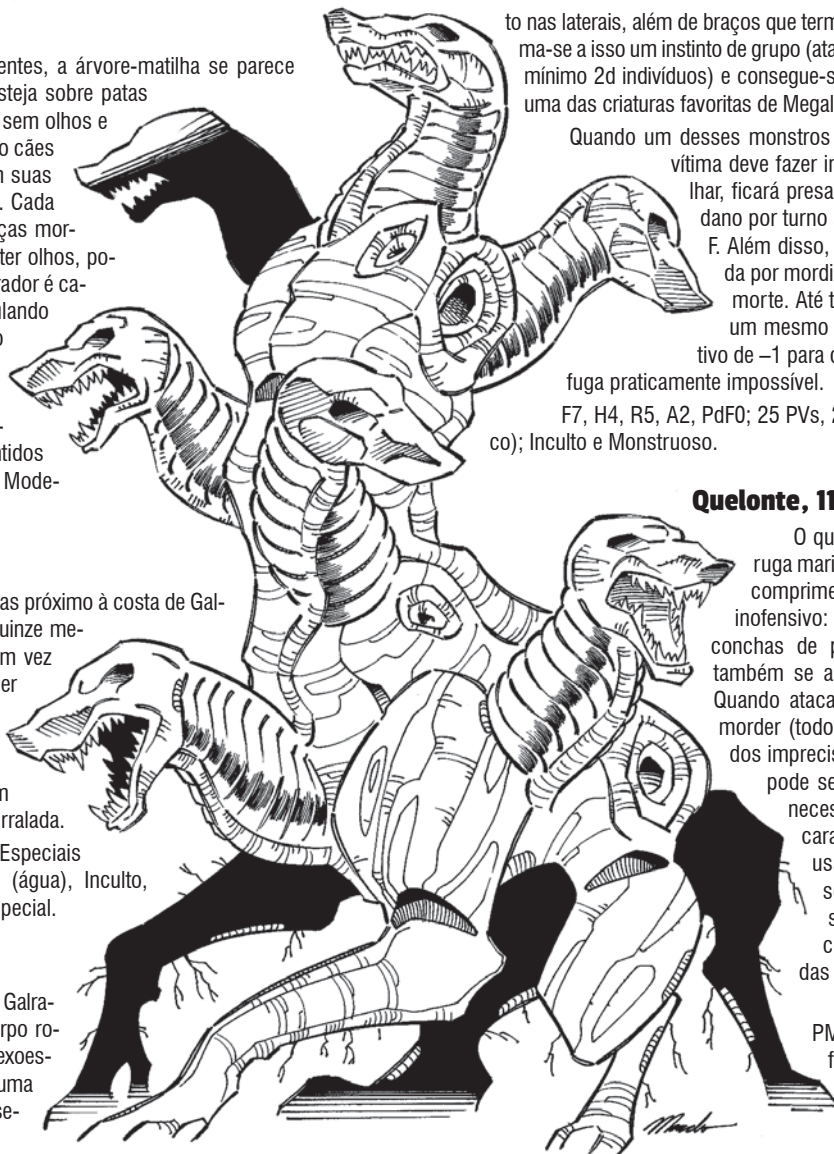 entes, a árvore-matilha se parece
steja sobre patas
sem olhos e
o cães
m suas
. Cada
ças mor-
ter olhos, po-
rador é ca-
ulando
o
-
tidos
Mode-
as próximo à costa de Gal-
uinze me-
m vez
er
m
rralada.
Especiais
(água), Inculto,
pecial.
Galra-
rpo ro-
exoes-
uma
se-
to nas laterais, além de braços que term
ma-se a isso um instinto de grupo (ata
mínimo 2d indivíduos) e consegue-s
uma das criaturas favoritas de Megal
Quando um desses monstros
vítima deve fazer in
lhar, ficará presa
dano por turno
F. Além disso,
da por mordi
morte. Até t
um mesmo
tivo de –1 para c
fuga praticamente impossível.
F7, H4, R5, A2, PdF0; 25 PVs, 2
co); Inculto e Monstruoso.
Quelonte, 11
O qu
ruga mari
comprime
inofensivo:
conchas de p
também se a
Quando ataca
morder (todo
dos imprecis
pode se
neces
cara
us
s
s
c
das
PM
f